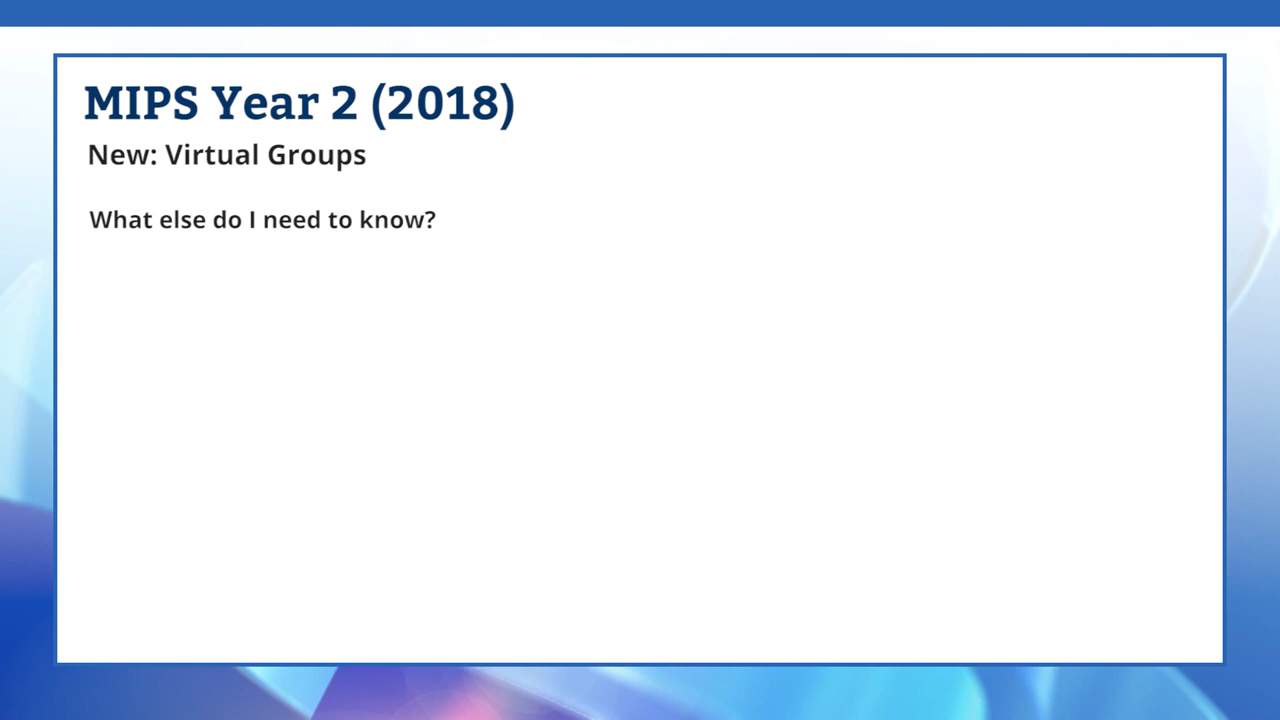 MIPS Year 2 (2018)
New: Virtual Groups
What else do I need to know?